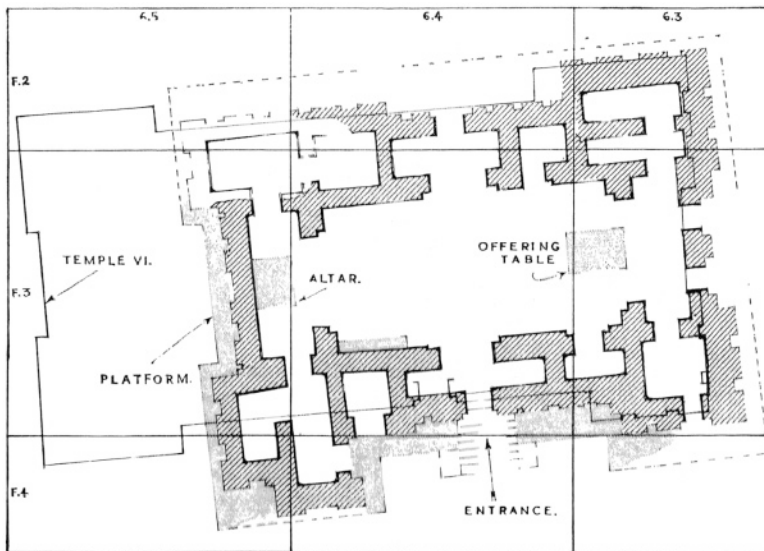 6.5
6.4
6.3
F.2
TEMPLE VI.
F.3
OFFERING
TABLE
ALTAR.
PLATFORM.
F.4
ENTRANCE.